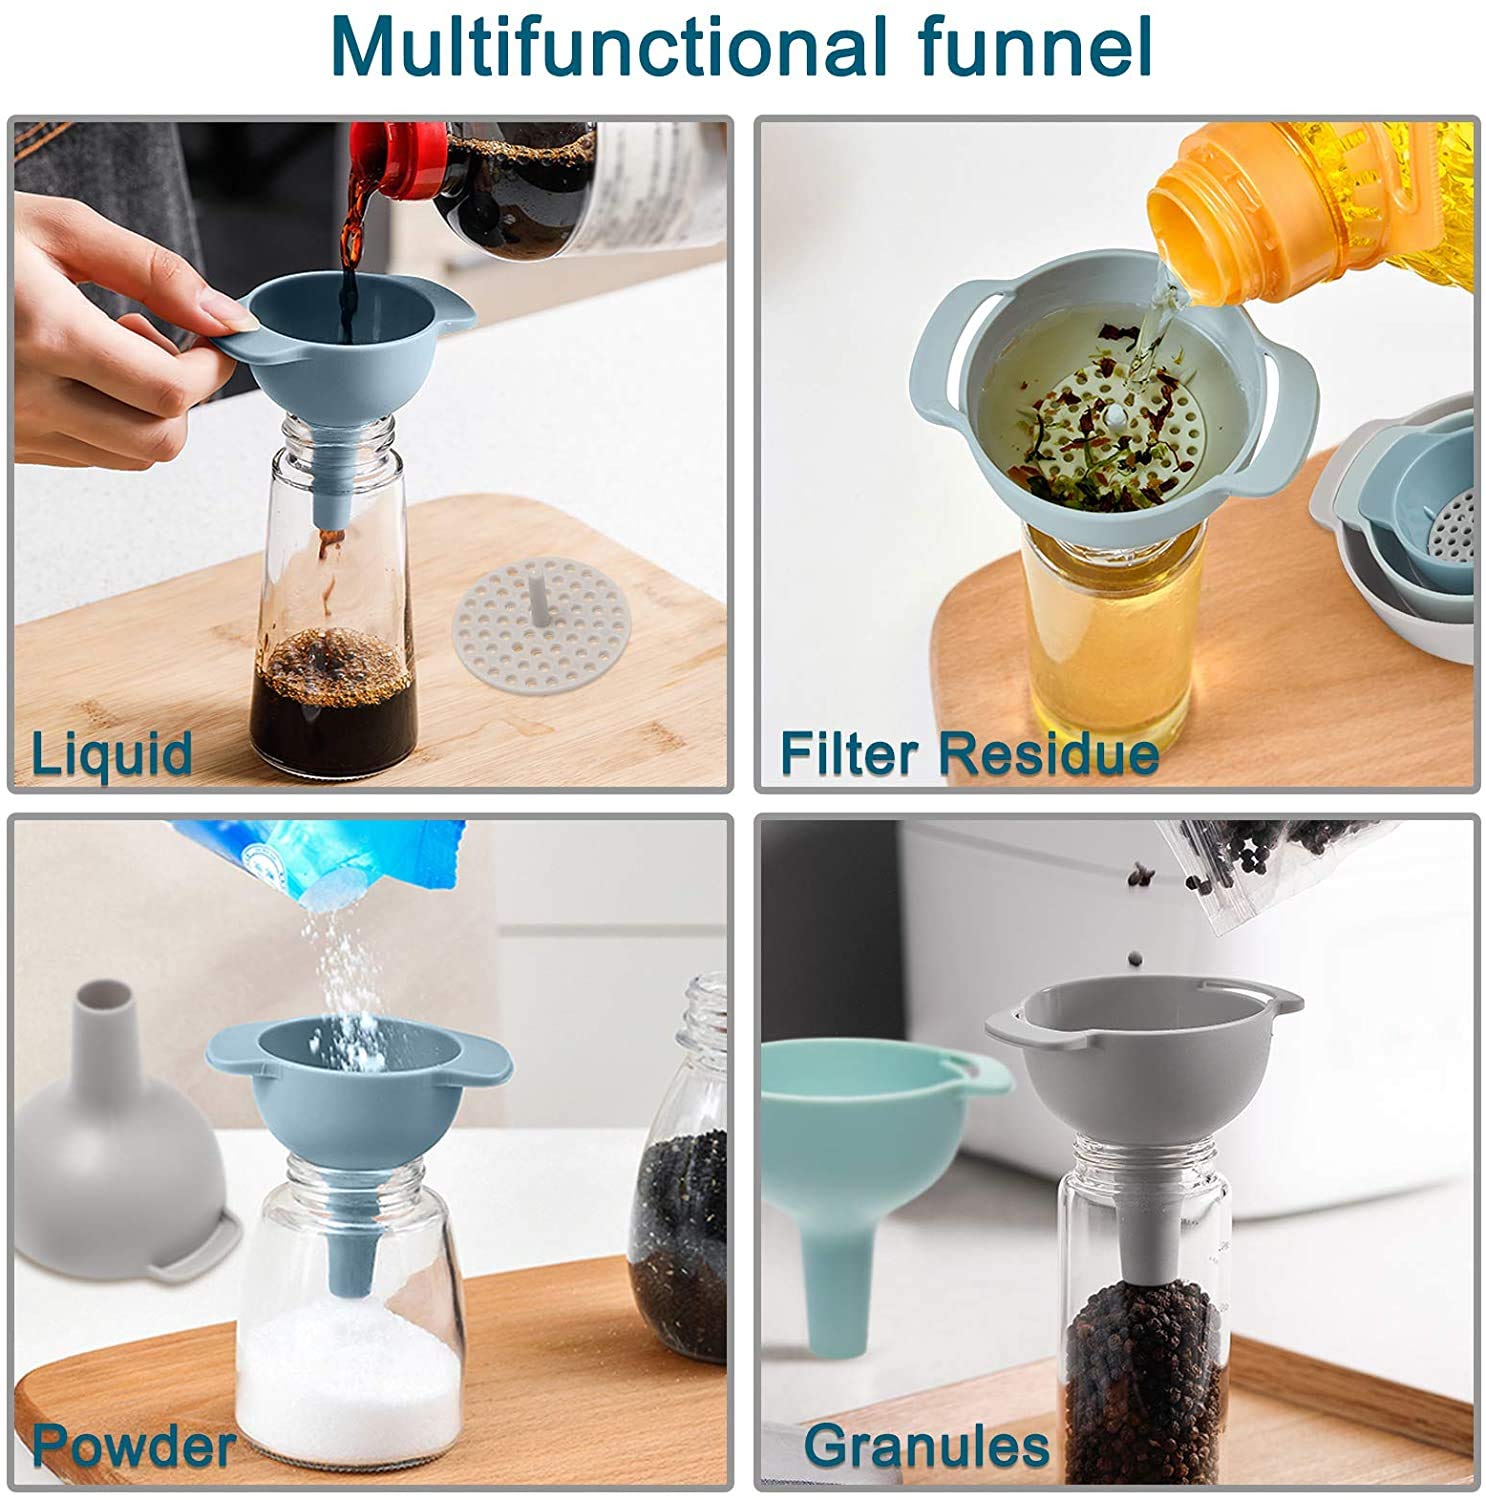 Multifunctional funnel
Liquid
Filter Residue
Powder
Granules